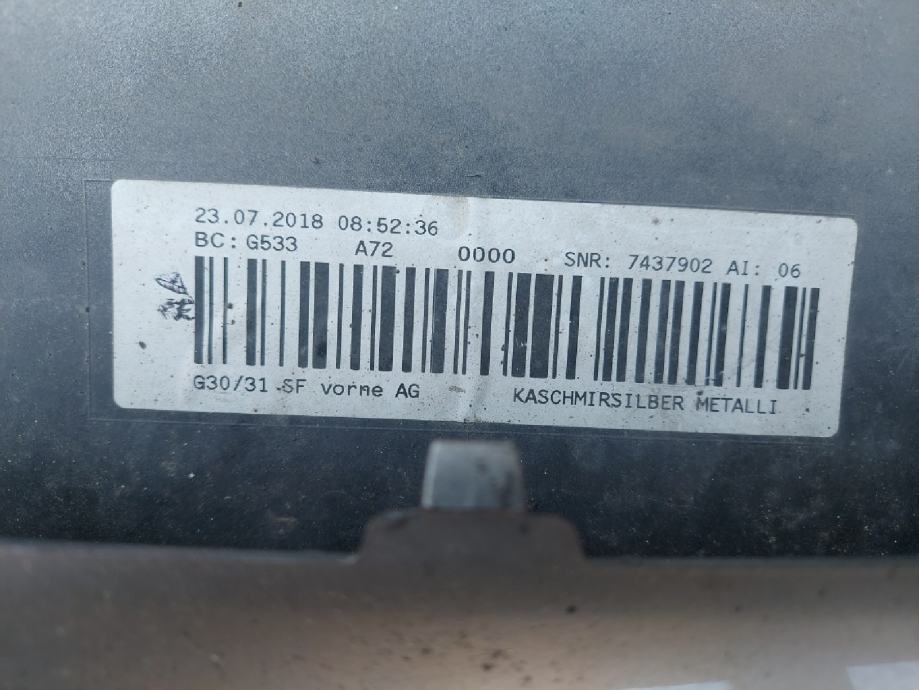 23.07.2018 08:52:36
BC: G533 A72 0000 SNR: 7437902 AI: 06
G30/31 SF vorne AG KASCHMIRSILBER METALLI